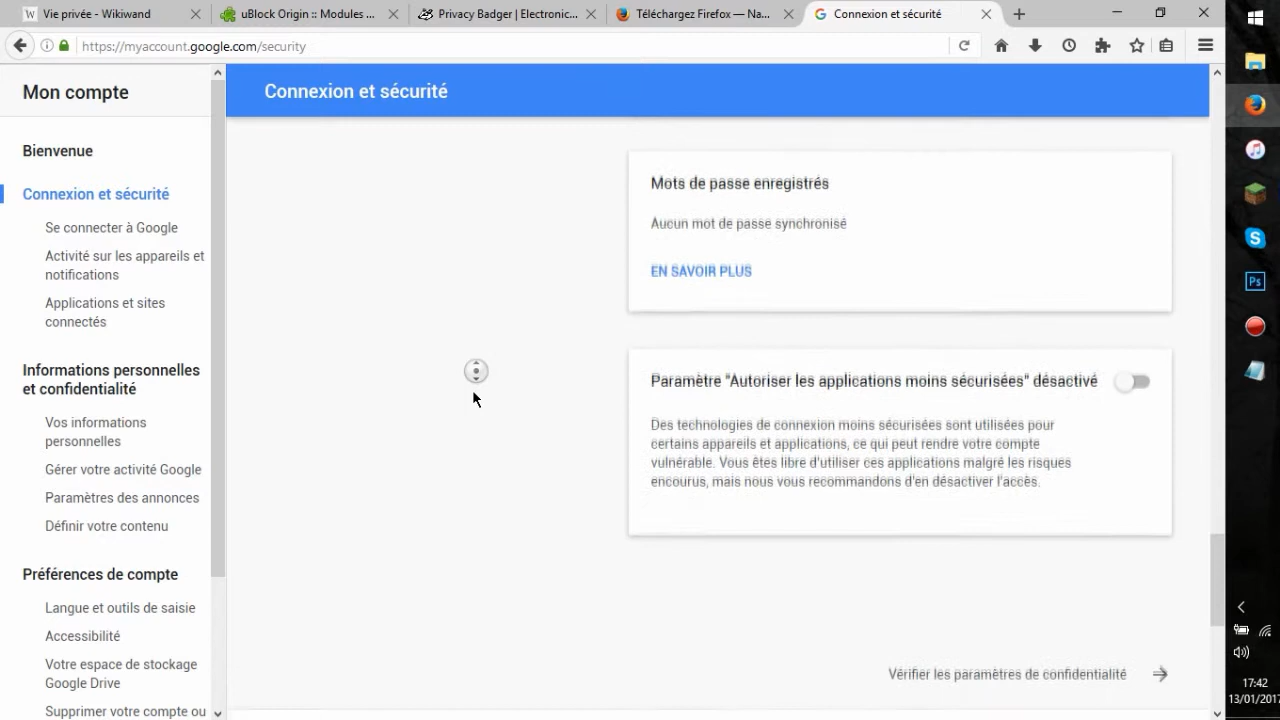 Vie privée - Wikiwand
uBlock Origin :: Modules ...
Privacy Badger | Electronic...
Téléchargez Firefox — Na...
Connexion et sécurité
https://myaccount.google.com/security
Mon compte
Connexion et sécurité
Bienvenue
Connexion et sécurité
Se connecter à Google
Activité sur les appareils et
notifications
Applications et sites
connectés
Informations personnelles
et confidentialité
Vos informations
personnelles
Gérer votre activité Google
Paramètres des annonces
Définir votre contenu
Préférences de compte
Langue et outils de saisie
Accessibilité
Votre espace de stockage
Google Drive
Supprimer votre compte ou
Mots de passe enregistrés
Aucun mot de passe synchronisé
EN SAVOIR PLUS
Paramètre "Autoriser les applications moins sécurisées" désactivé
Des technologies de connexion moins sécurisées sont utilisées pour
certains appareils et applications, ce qui peut rendre votre compte
vulnérable. Vous êtes libre d'utiliser ces applications malgré les risques
encourus, mais nous vous recommandons d'en désactiver l'accès.
Vérifier les paramètres de confidentialité
Ps
17:42
13/01/2017